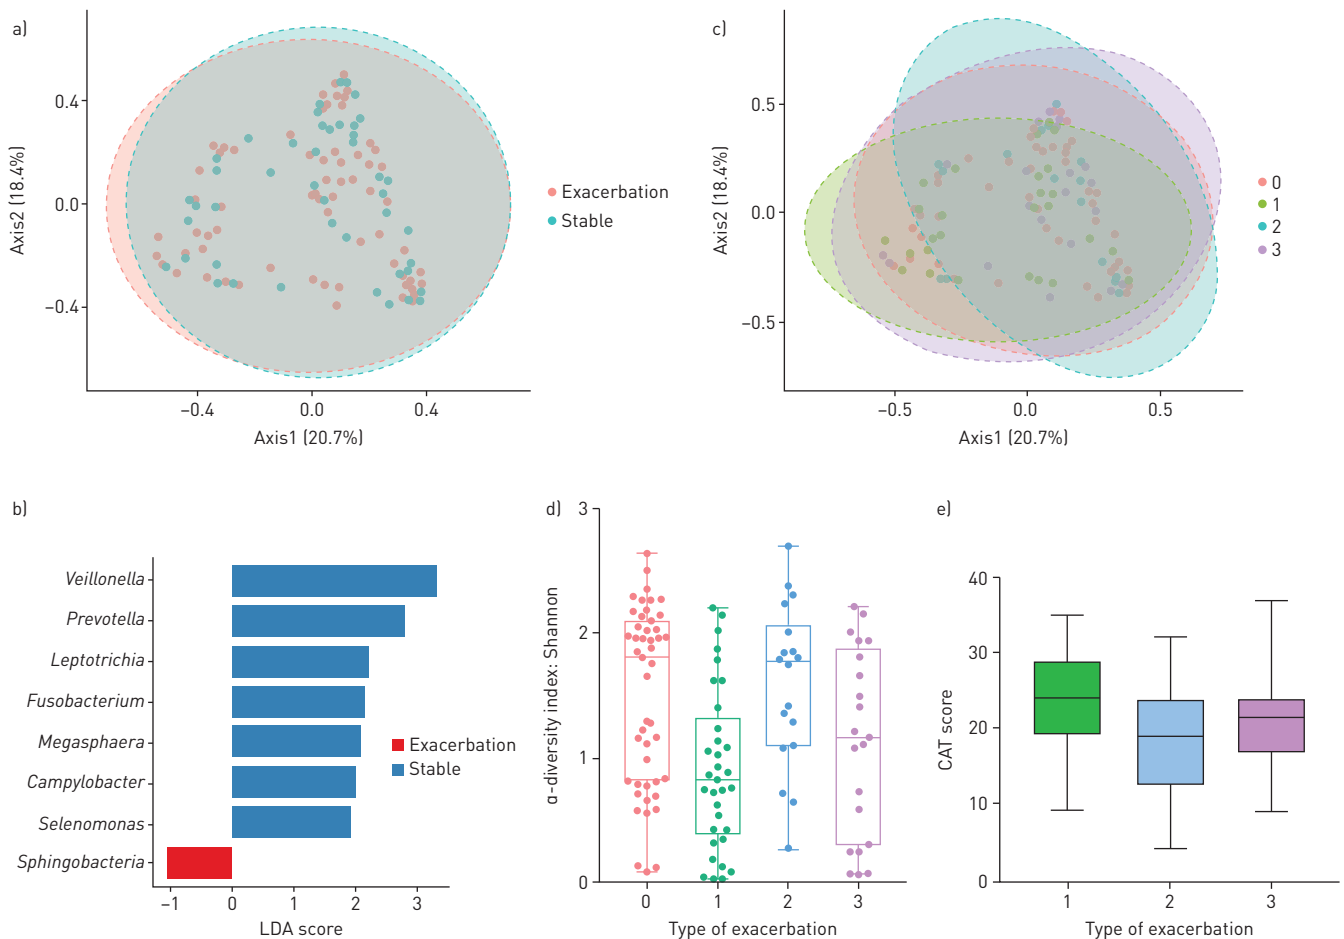 a)
Axis2 (18.4%)
0.4
0.0
−0.4
−0.4
0.0
0.4
Axis1 (20.7%)
Exacerbation
Stable
c)
Axis2 (18.4%)
0.5
0.0
−0.5
−0.5
0.0
0.5
Axis1 (20.7%)
0
1
2
3
b)
Veillonella
Prevotella
Leptotrichia
Fusobacterium
Megasphaera
Campylobacter
Selenomonas
Sphingobacteria
−1
0
1
2
3
LDA score
Exacerbation
Stable
d)
α-diversity index: Shannon
3
2
1
0
0
1
2
3
Type of exacerbation
e)
CAT score
40
30
20
10
0
1
2
3
Type of exacerbation